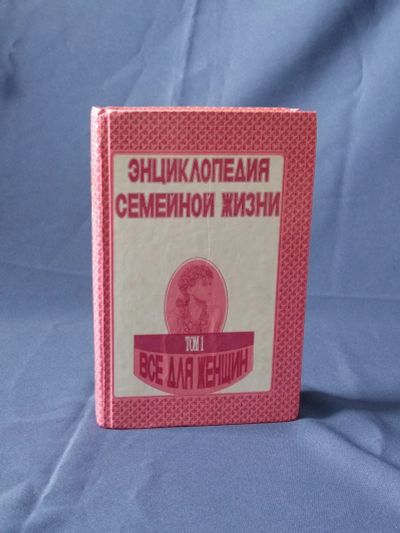 ЭНЦИКЛОПЕДИЯ
СЕМЕЙНОЙ ЖИЗНИ
ТОМ 1
ВСЕ ДЛЯ ЖЕНЩИН